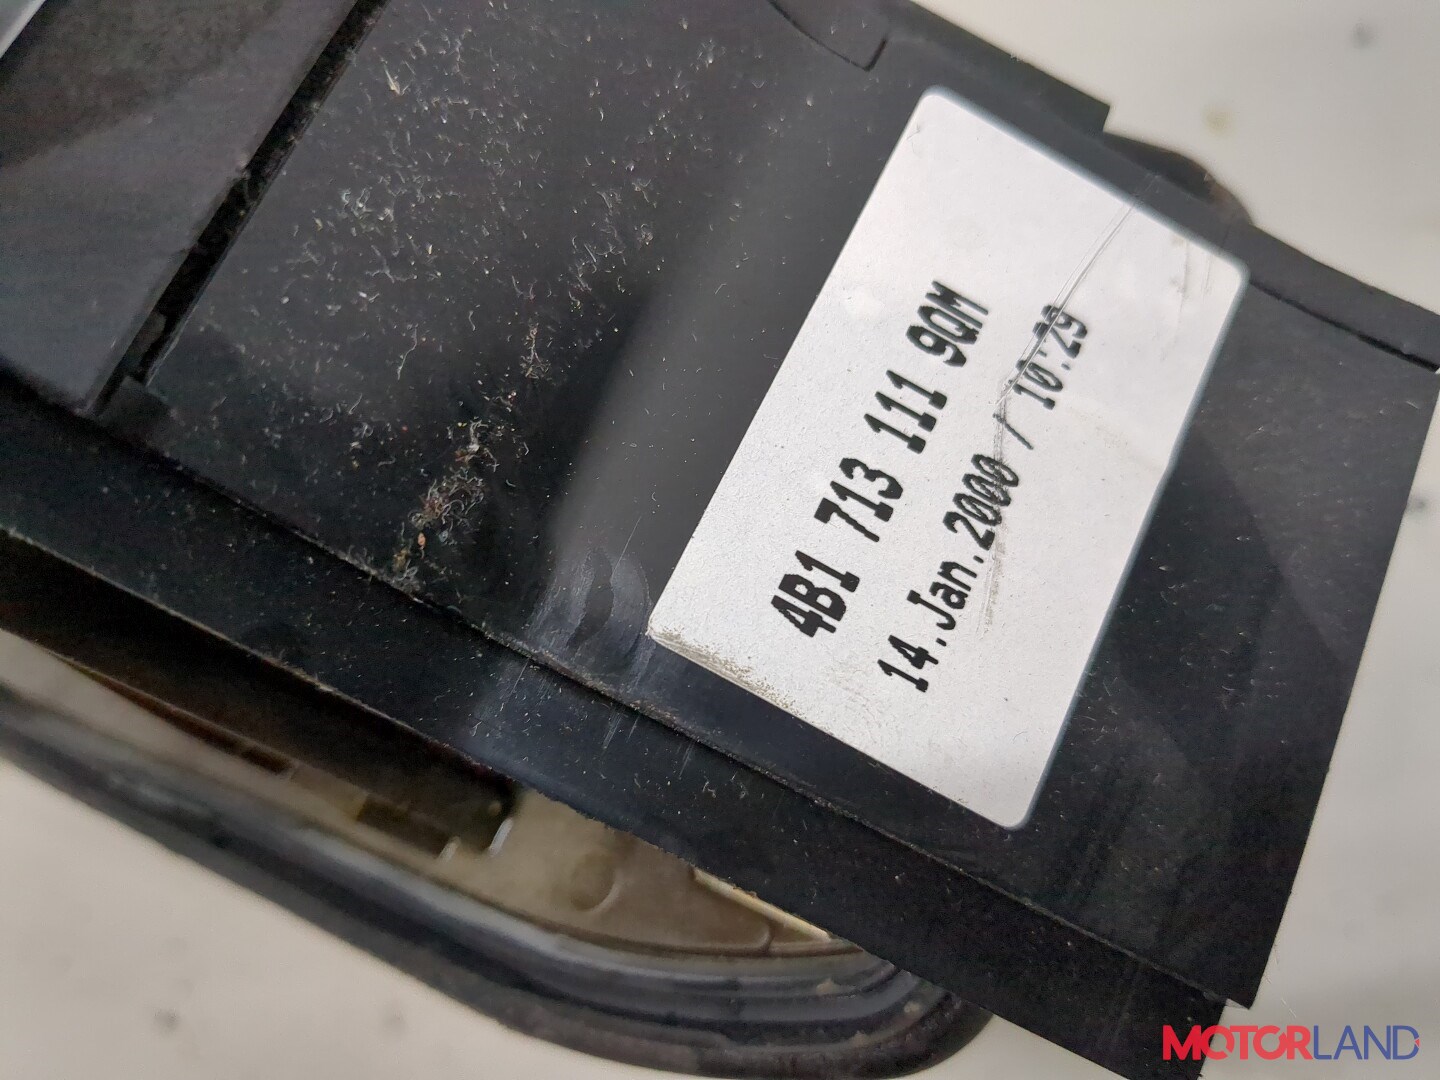 4B1 713 111 9QM
14.Jan.2000 / 10:29
MOTORLAND